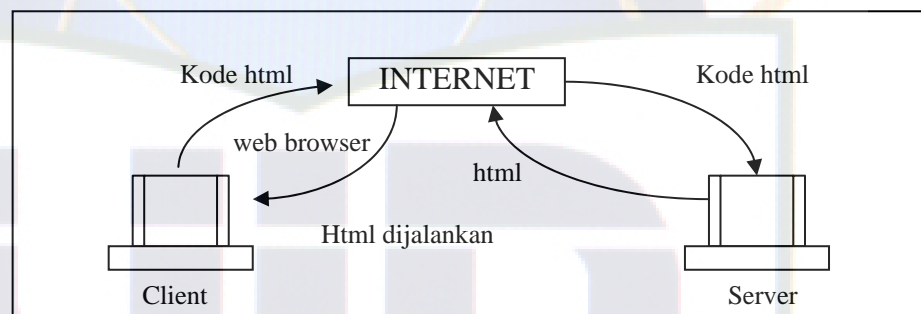 Kode html
INTERNET
Kode html
web browser
html
Html dijalankan
Client
Server